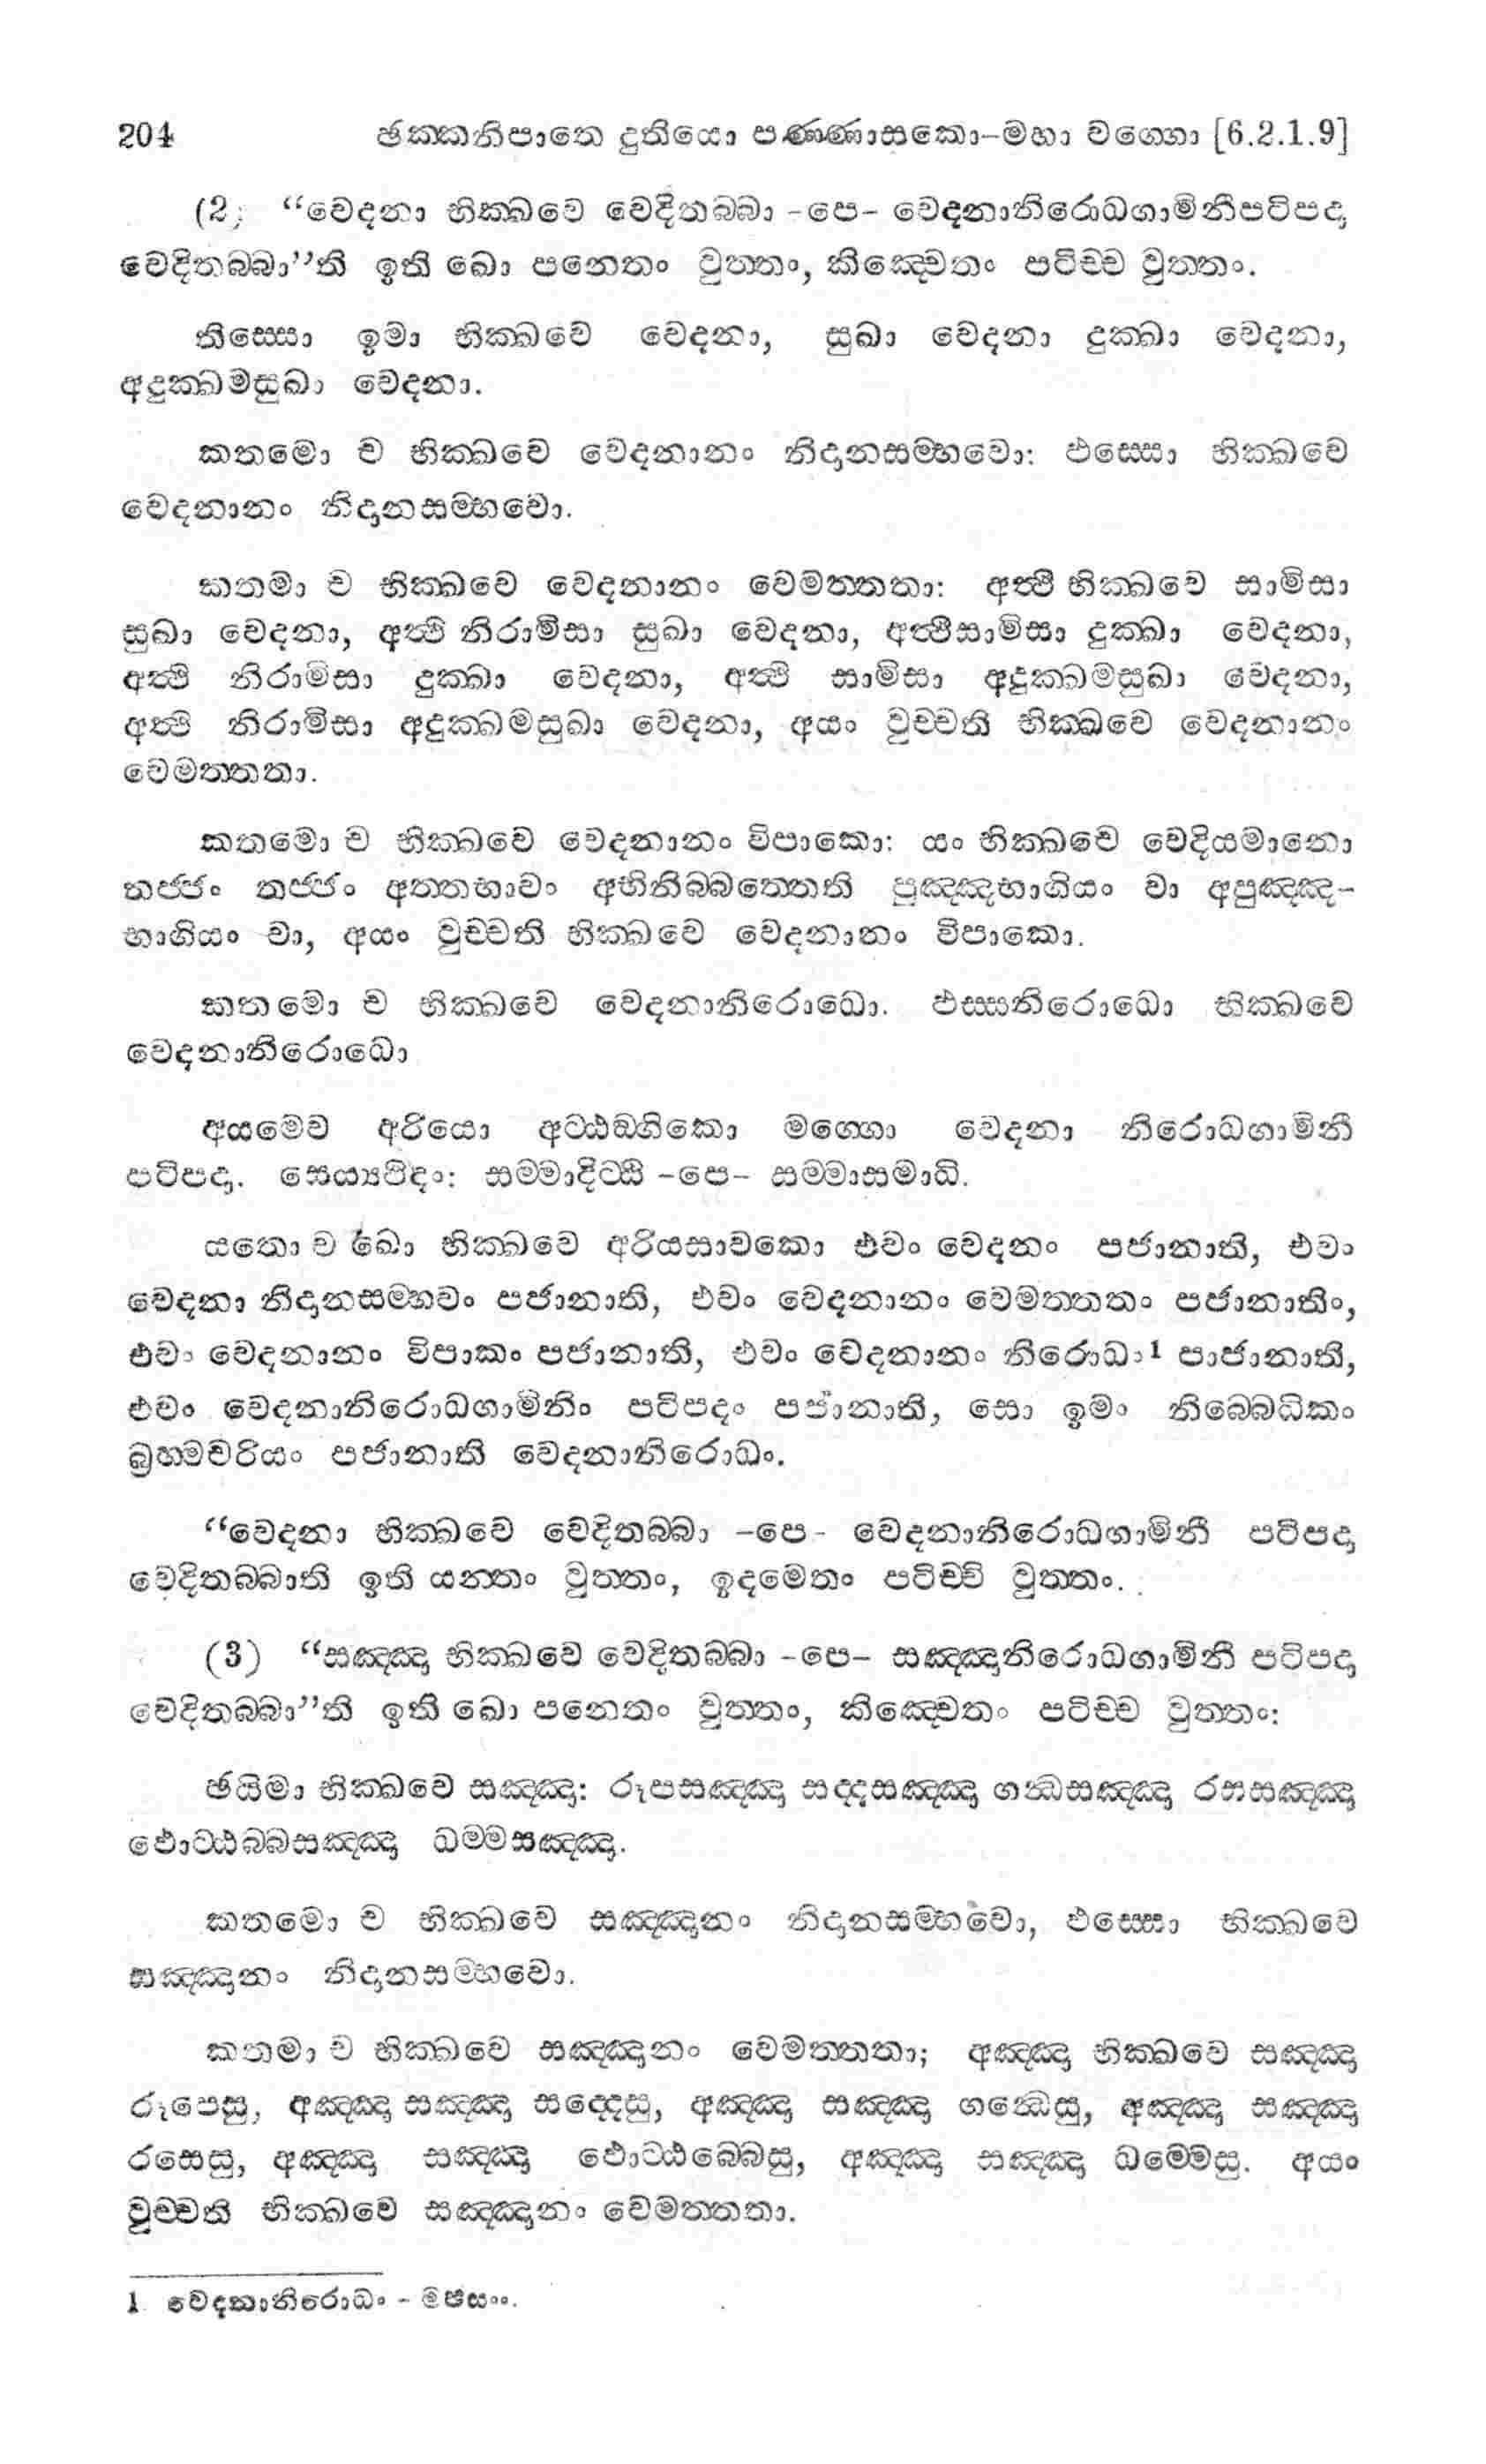 204 ඡක්කනිපාතෙ දුතියො පණ්ණාසකො-මහා වග්ගො [6.2.1.9]
(2) “වෙදනා භික්ඛවෙ වෙදිතබ්බා -පෙ- වෙදනානිරොධගාමිනීපටිපදා
වෙදිතබ්බා”ති ඉති ඛො පනෙතං වුත්තං, කිඤ්චෙතං පටිච්ච වුත්තං.
තිස්සො ඉමා භික්ඛවෙ වෙදනා, සුඛා වෙදනා දුක්ඛා වෙදනා,
අදුක්ඛමසුඛා වෙදනා.
කතමො ච භික්ඛවෙ වෙදනානං නිදානසම්භවො: ඵස්සො භික්ඛවෙ
වෙදනානං නිදානසම්භවො.
කතමා ච භික්ඛවෙ වෙදනානං වෙමත්තතා: අත්ථි භික්ඛවෙ සාමිසා
සුඛා වෙදනා, අත්ථි නිරාමිසා සුඛා වෙදනා, අත්ථිසාමිසා දුක්ඛා වෙදනා,
අත්ථි නිරාමිසා දුක්ඛා වෙදනා, අත්ථි සාමිසා අදුක්ඛමසුඛා වෙදනා,
අත්ථි නිරාමිසා අදුක්ඛමසුඛා වෙදනා, අයං වුච්චති භික්ඛවෙ වෙදනානං
වෙමත්තතා.
කතමො ච භික්ඛවෙ වෙදනානං විපාකො: යං භික්ඛවෙ වෙදියමානො
තජ්ජං තජ්ජං අත්තභාවං අභිනිබ්බත්තෙති පුඤ්ඤභාගියං වා අපුඤ්ඤ-
භාගියං වා, අයං වුච්චති භික්ඛවෙ වෙදනානං විපාකො.
කතමො ච භික්ඛවෙ වෙදනානිරොධො. ඵස්සනිරොධො භික්ඛවෙ
වෙදනානිරොධො
අයමෙව අරියො අට්ඨඞ්ගිකො මග්ගො වෙදනා නිරොධගාමිනී
පටිපදා. සෙය්‍යථිදං: සම්මාදිට්ඨි -පෙ- සම්මාසමාධි.
යතො ච ඛො භික්ඛවෙ අරියසාවකො එවං වෙදනං පජානාති, එවං
වෙදනා නිදානසම්භවං පජානාති, එවං වෙදනානං වෙමත්තතං පජානාතිං,
එවං වෙදනානං විපාකං පජානාති, එවං වෙදනානං නිරොධං1 පාජානාති,
එවං වෙදනානිරොධගාමිනිං පටිපදං පජානාති, සො ඉමං නිබ්බෙධිකං
බ්‍රහ්මචරියං පජානාති වෙදනානිරොධං.
“වෙදනා භික්ඛවෙ වෙදිතබ්බා -පෙ- වෙදනානිරොධගාමිනී පටිපදා
වෙදිතබ්බාති ඉති යන්තං වුත්තං, ඉදමෙතං පටිච්ච් වුත්තං.
(3) “සඤ්ඤා භික්ඛවෙ වෙදිතබ්බා -පෙ- සඤ්ඤානිරොධගාමිනී පටිපදා
වෙදිතබ්බා”ති ඉති ඛො පනෙතං වුත්තං, කිඤ්චෙතං පටිච්ච වුත්තං:
ඡයිමා භික්ඛවෙ සඤ්ඤා: රූපසඤ්ඤා සද්දසඤ්ඤා ගන්ධසඤ්ඤා රසසඤ්ඤා
ඵොට්ඨබ්බසඤ්ඤා ධම්මසඤ්ඤා.
කතමො ච භික්ඛවෙ සඤ්ඤානං නිදානසම්භවො, ඵස්සො භික්ඛවෙ
සඤ්ඤානං නිදානසම්භවො.
කතමා ච භික්ඛවෙ සඤ්ඤානං වෙමත්තතා; අඤ්ඤා භික්ඛවෙ සඤ්ඤා
රූපෙසු, අඤ්ඤා සඤ්ඤා සද්දෙසු, අඤ්ඤා සඤ්ඤා ගන්ධෙසු, අඤ්ඤා සඤ්ඤා
රසෙසු, අඤ්ඤා සඤ්ඤා ඵොට්ඨබ්බෙසු, අඤ්ඤා සඤ්ඤා ධම්මෙසු. අයං
වුච්චති භික්ඛවෙ සඤ්ඤානං වෙමත්තතා.
1 වෙදනානිරොධං - මඡසං.